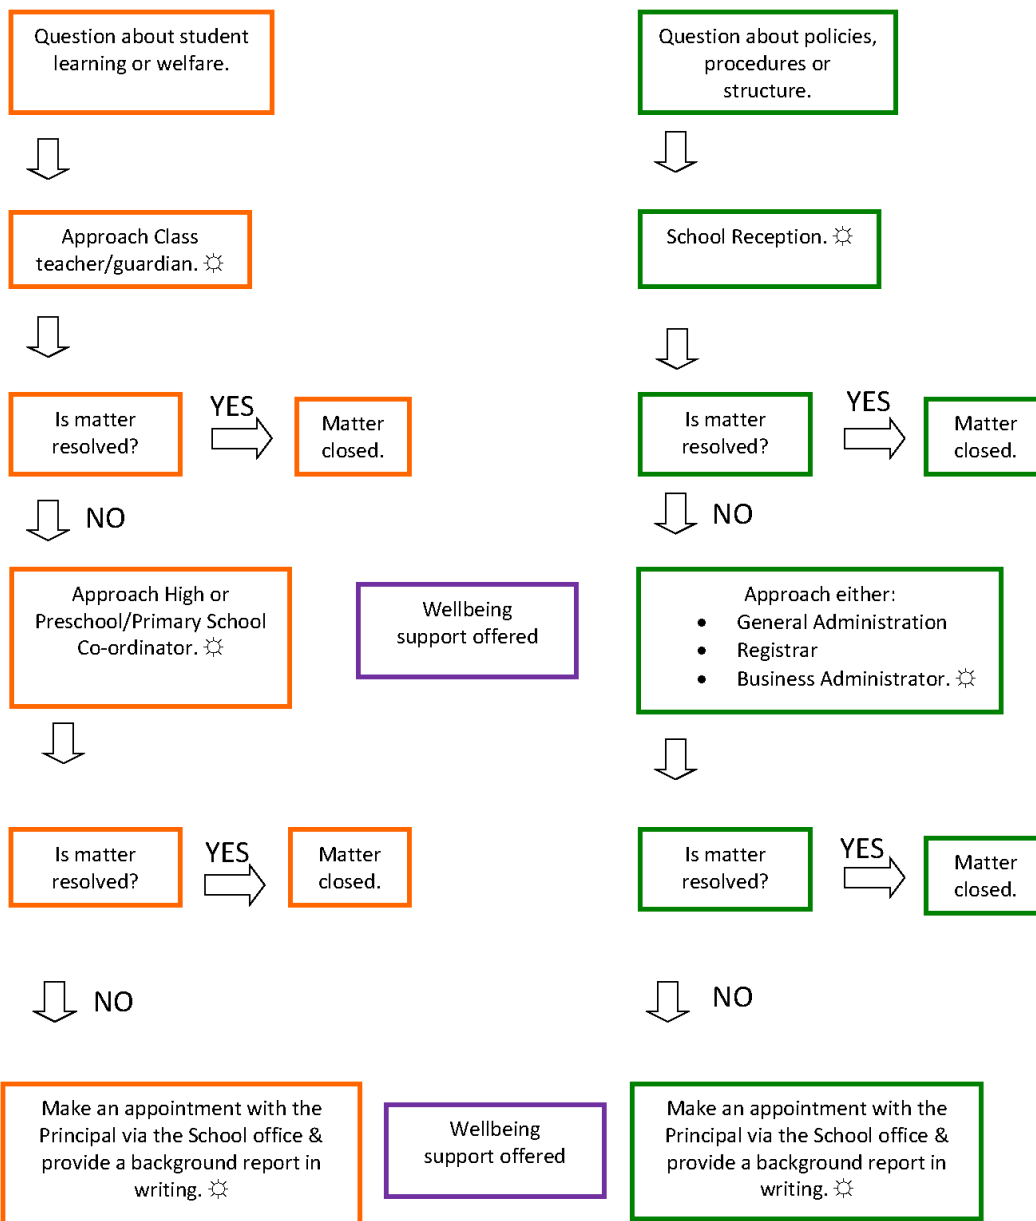 Question about student
learning or welfare.
Question about policies,
procedures or
structure.
Approach Class
teacher/guardian. ☼
School Reception. ☼
Is matter
resolved?
YES
Matter
closed.
Is matter
resolved?
YES
Matter
closed.
NO
NO
Approach High or
Preschool/Primary School
Co-ordinator. ☼
Wellbeing
support offered
Approach either:
• General Administration
• Registrar
• Business Administrator. ☼
Is matter
resolved?
YES
Matter
closed.
Is matter
resolved?
YES
Matter
closed.
NO
NO
Make an appointment with the
Principal via the School office &
provide a background report in
writing. ☼
Wellbeing
support offered
Make an appointment with the
Principal via the School office &
provide a background report in
writing. ☼